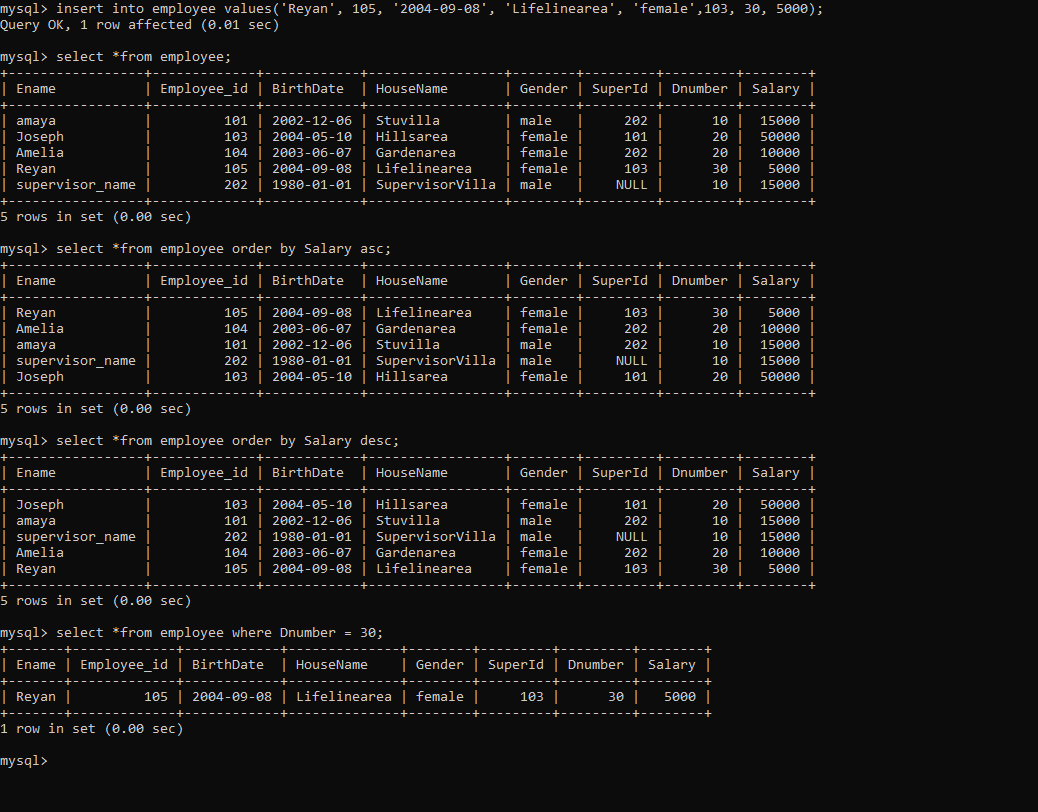 mysql> insert into employee values('Reyan', 105, '2004-09-08', 'Lifelinearea', 'female',103, 30, 5000);
Query OK, 1 row affected (0.01 sec)

mysql> select *from employee;
+-----------------+-------------+------------+-----------------+--------+---------+---------+--------+
| Ename           | Employee_id | BirthDate  | HouseName       | Gender | SuperId | Dnumber | Salary |
+-----------------+-------------+------------+-----------------+--------+---------+---------+--------+
| amaya           |         101 | 2002-12-06 | Stuvilla        | male   |     202 |      10 |  15000 |
| Joseph          |         103 | 2004-05-10 | Hillsarea       | female |     101 |      20 |  50000 |
| Amelia          |         104 | 2003-06-07 | Gardenarea      | female |     202 |      20 |  10000 |
| Reyan           |         105 | 2004-09-08 | Lifelinearea    | female |     103 |      30 |   5000 |
| supervisor_name |         202 | 1980-01-01 | SupervisorVilla | male   |    NULL |      10 |  15000 |
+-----------------+-------------+------------+-----------------+--------+---------+---------+--------+
5 rows in set (0.00 sec)

mysql> select *from employee order by Salary asc;
+-----------------+-------------+------------+-----------------+--------+---------+---------+--------+
| Ename           | Employee_id | BirthDate  | HouseName       | Gender | SuperId | Dnumber | Salary |
+-----------------+-------------+------------+-----------------+--------+---------+---------+--------+
| Reyan           |         105 | 2004-09-08 | Lifelinearea    | female |     103 |      30 |   5000 |
| Amelia          |         104 | 2003-06-07 | Gardenarea      | female |     202 |      20 |  10000 |
| amaya           |         101 | 2002-12-06 | Stuvilla        | male   |     202 |      10 |  15000 |
| supervisor_name |         202 | 1980-01-01 | SupervisorVilla | male   |    NULL |      10 |  15000 |
| Joseph          |         103 | 2004-05-10 | Hillsarea       | female |     101 |      20 |  50000 |
+-----------------+-------------+------------+-----------------+--------+---------+---------+--------+
5 rows in set (0.00 sec)

mysql> select *from employee order by Salary desc;
+-----------------+-------------+------------+-----------------+--------+---------+---------+--------+
| Ename           | Employee_id | BirthDate  | HouseName       | Gender | SuperId | Dnumber | Salary |
+-----------------+-------------+------------+-----------------+--------+---------+---------+--------+
| Joseph          |         103 | 2004-05-10 | Hillsarea       | female |     101 |      20 |  50000 |
| amaya           |         101 | 2002-12-06 | Stuvilla        | male   |     202 |      10 |  15000 |
| supervisor_name |         202 | 1980-01-01 | SupervisorVilla | male   |    NULL |      10 |  15000 |
| Amelia          |         104 | 2003-06-07 | Gardenarea      | female |     202 |      20 |  10000 |
| Reyan           |         105 | 2004-09-08 | Lifelinearea    | female |     103 |      30 |   5000 |
+-----------------+-------------+------------+-----------------+--------+---------+---------+--------+
5 rows in set (0.00 sec)

mysql> select *from employee where Dnumber = 30;
+-------+-------------+------------+--------------+--------+---------+---------+--------+
| Ename | Employee_id | BirthDate  | HouseName    | Gender | SuperId | Dnumber | Salary |
+-------+-------------+------------+--------------+--------+---------+---------+--------+
| Reyan |         105 | 2004-09-08 | Lifelinearea | female |     103 |      30 |   5000 |
+-------+-------------+------------+--------------+--------+---------+---------+--------+
1 row in set (0.00 sec)

mysql>